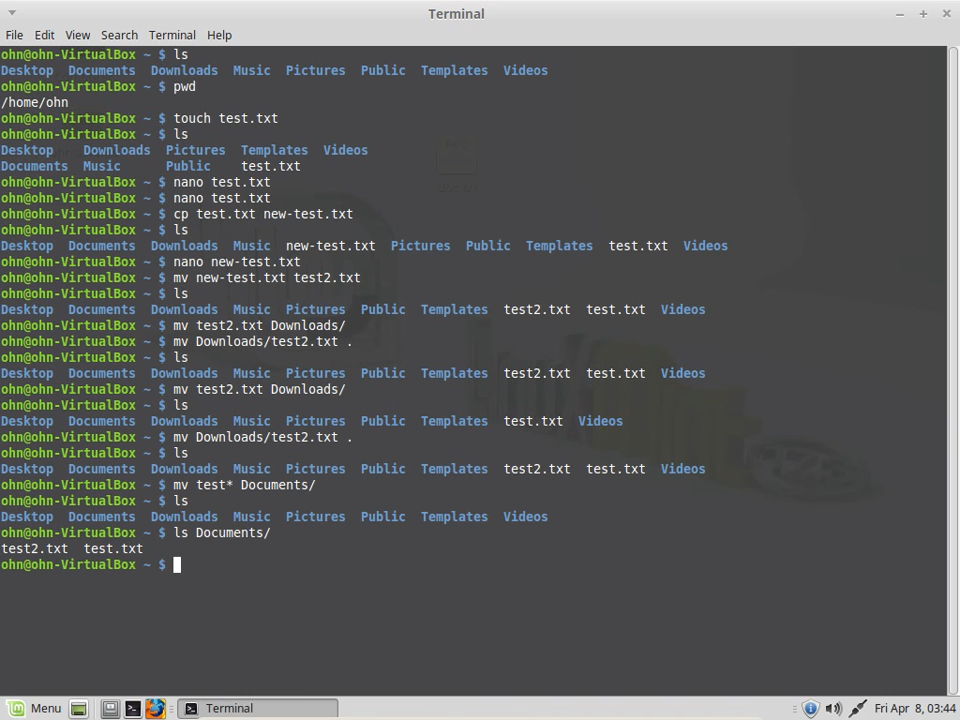 Terminal
File Edit View Search Terminal Help
ohn@ohn-VirtualBox ~ $ ls
Desktop Documents Downloads Music Pictures Public Templates Videos
ohn@ohn-VirtualBox ~ $ pwd
/home/ohn
ohn@ohn-VirtualBox ~ $ touch test.txt
ohn@ohn-VirtualBox ~ $ ls
Desktop Downloads Pictures Templates Videos
Documents Music Public test.txt
ohn@ohn-VirtualBox ~ $ nano test.txt
ohn@ohn-VirtualBox ~ $ nano test.txt
ohn@ohn-VirtualBox ~ $ cp test.txt new-test.txt
ohn@ohn-VirtualBox ~ $ ls
Desktop Documents Downloads Music new-test.txt Pictures Public Templates test.txt Videos
ohn@ohn-VirtualBox ~ $ nano new-test.txt
ohn@ohn-VirtualBox ~ $ mv new-test.txt test2.txt
ohn@ohn-VirtualBox ~ $ ls
Desktop Documents Downloads Music Pictures Public Templates test2.txt test.txt Videos
ohn@ohn-VirtualBox ~ $ mv test2.txt Downloads/
ohn@ohn-VirtualBox ~ $ mv Downloads/test2.txt .
ohn@ohn-VirtualBox ~ $ ls
Desktop Documents Downloads Music Pictures Public Templates test2.txt test.txt Videos
ohn@ohn-VirtualBox ~ $ mv test2.txt Downloads/
ohn@ohn-VirtualBox ~ $ ls
Desktop Documents Downloads Music Pictures Public Templates test.txt Videos
ohn@ohn-VirtualBox ~ $ mv Downloads/test2.txt .
ohn@ohn-VirtualBox ~ $ ls
Desktop Documents Downloads Music Pictures Public Templates test2.txt test.txt Videos
ohn@ohn-VirtualBox ~ $ mv test* Documents/
ohn@ohn-VirtualBox ~ $ ls
Desktop Documents Downloads Music Pictures Public Templates Videos
ohn@ohn-VirtualBox ~ $ ls Documents/
test2.txt test.txt
ohn@ohn-VirtualBox ~ $
Menu Terminal Fri Apr 8, 03:44